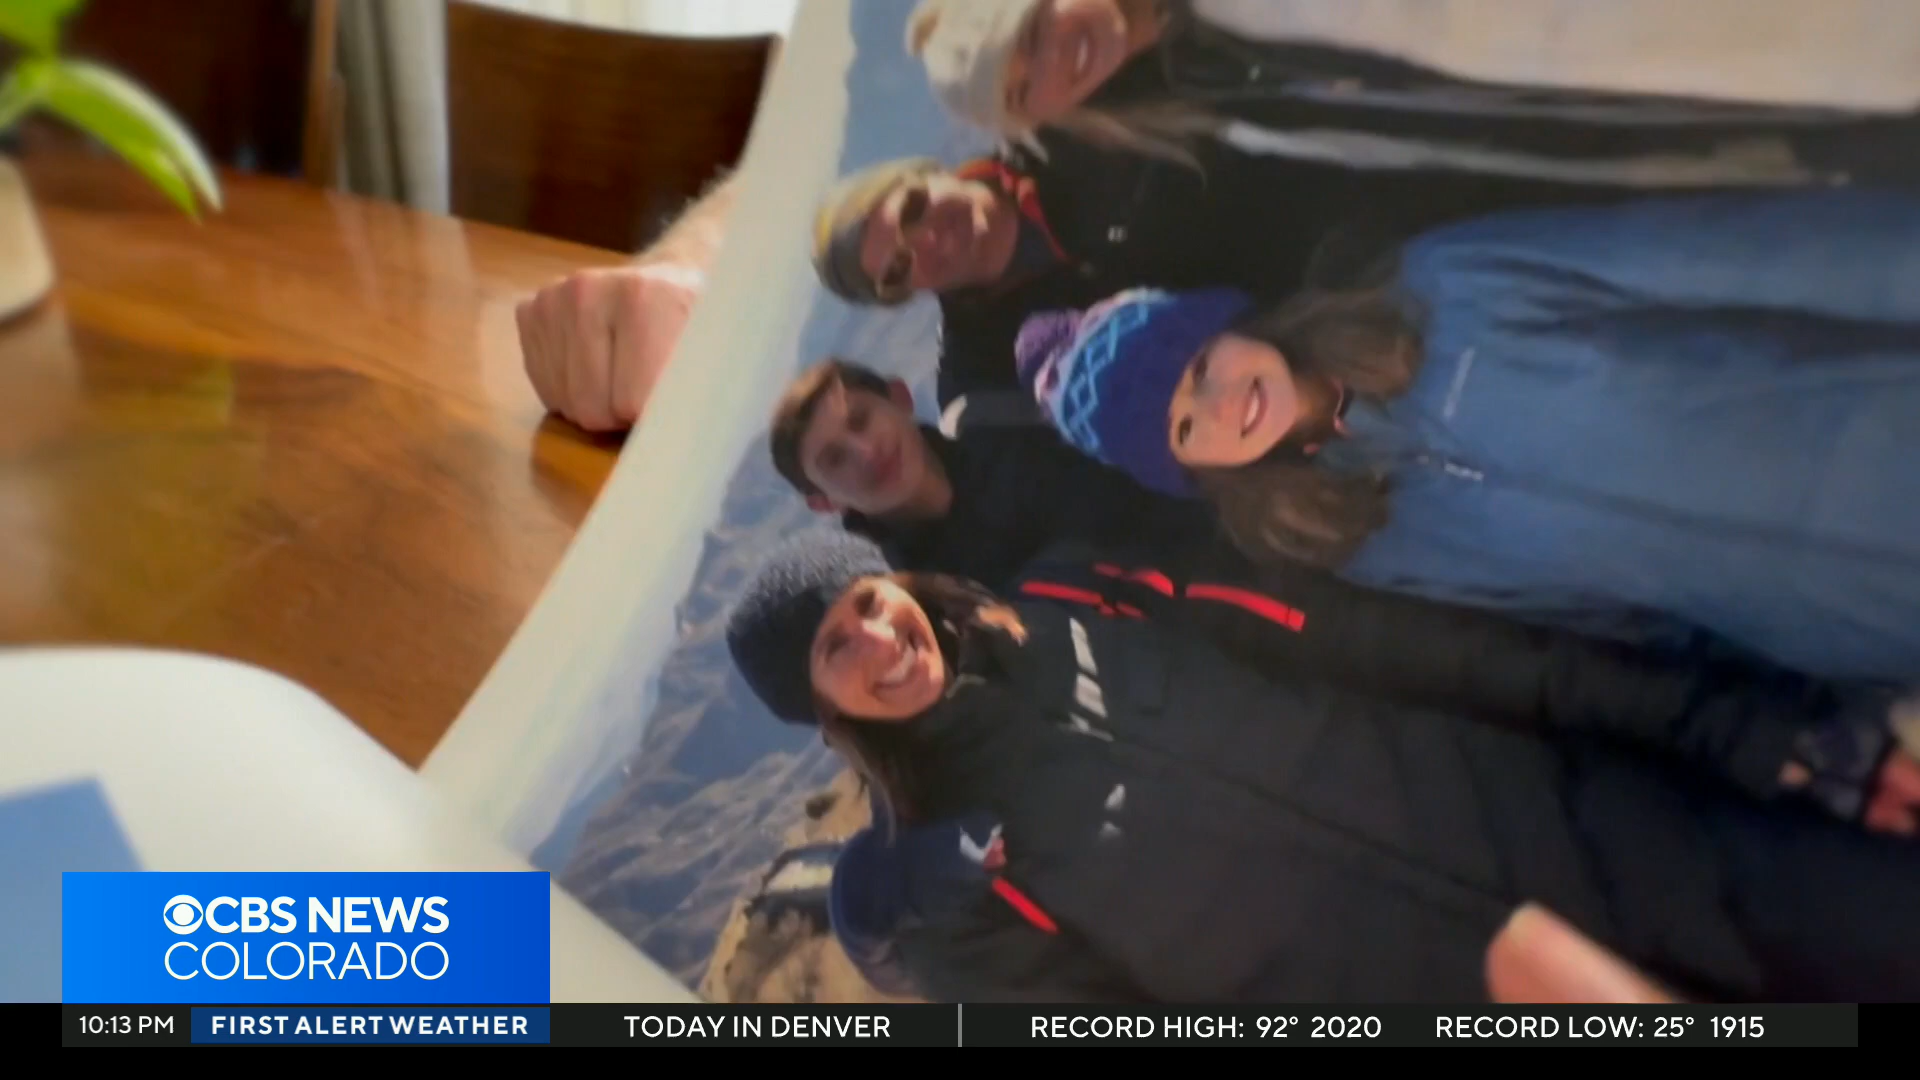 CBS NEWS
COLORADO
10:13 PM FIRST ALERT WEATHER TODAY IN DENVER RECORD HIGH: 92° 2020 RECORD LOW: 25° 1915